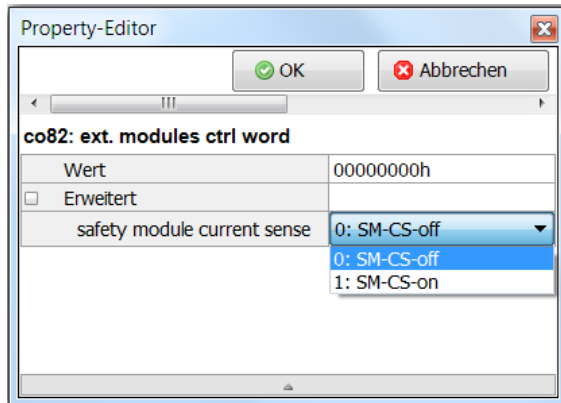 Property-Editor
OK Abbrechen
co82: ext. modules ctrl word
Wert 00000000h
Erweitert
safety module current sense 0: SM-CS-off
0: SM-CS-off
1: SM-CS-on